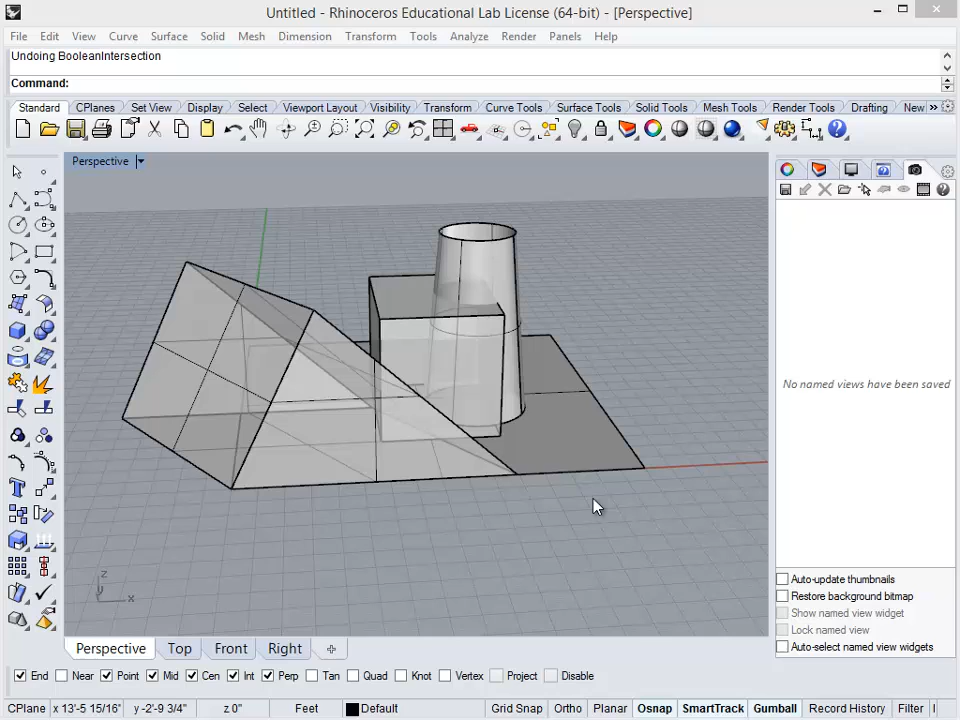 Untitled - Rhinoceros Educational Lab License (64-bit) - [Perspective]
File Edit View Curve Surface Solid Mesh Dimension Transform Tools Analyze Render Panels Help
Undoing BooleanIntersection
Command:
Standard CPlanes Set View Display Select Viewport Layout Visibility Transform Curve Tools Surface Tools Solid Tools Mesh Tools Render Tools Drafting New »
Perspective
No named views have been saved
z
y
x
Auto-update thumbnails
Restore background bitmap
Show named view widget
Lock named view
Auto-select named view widgets
Perspective Top Front Right
End Near Point Mid Cen Int Perp Tan Quad Knot Vertex Project Disable
CPlane x 13'-5 15/16" y -2'-9 3/4" z 0" Feet Default Grid Snap Ortho Planar Osnap SmartTrack Gumball Record History Filter